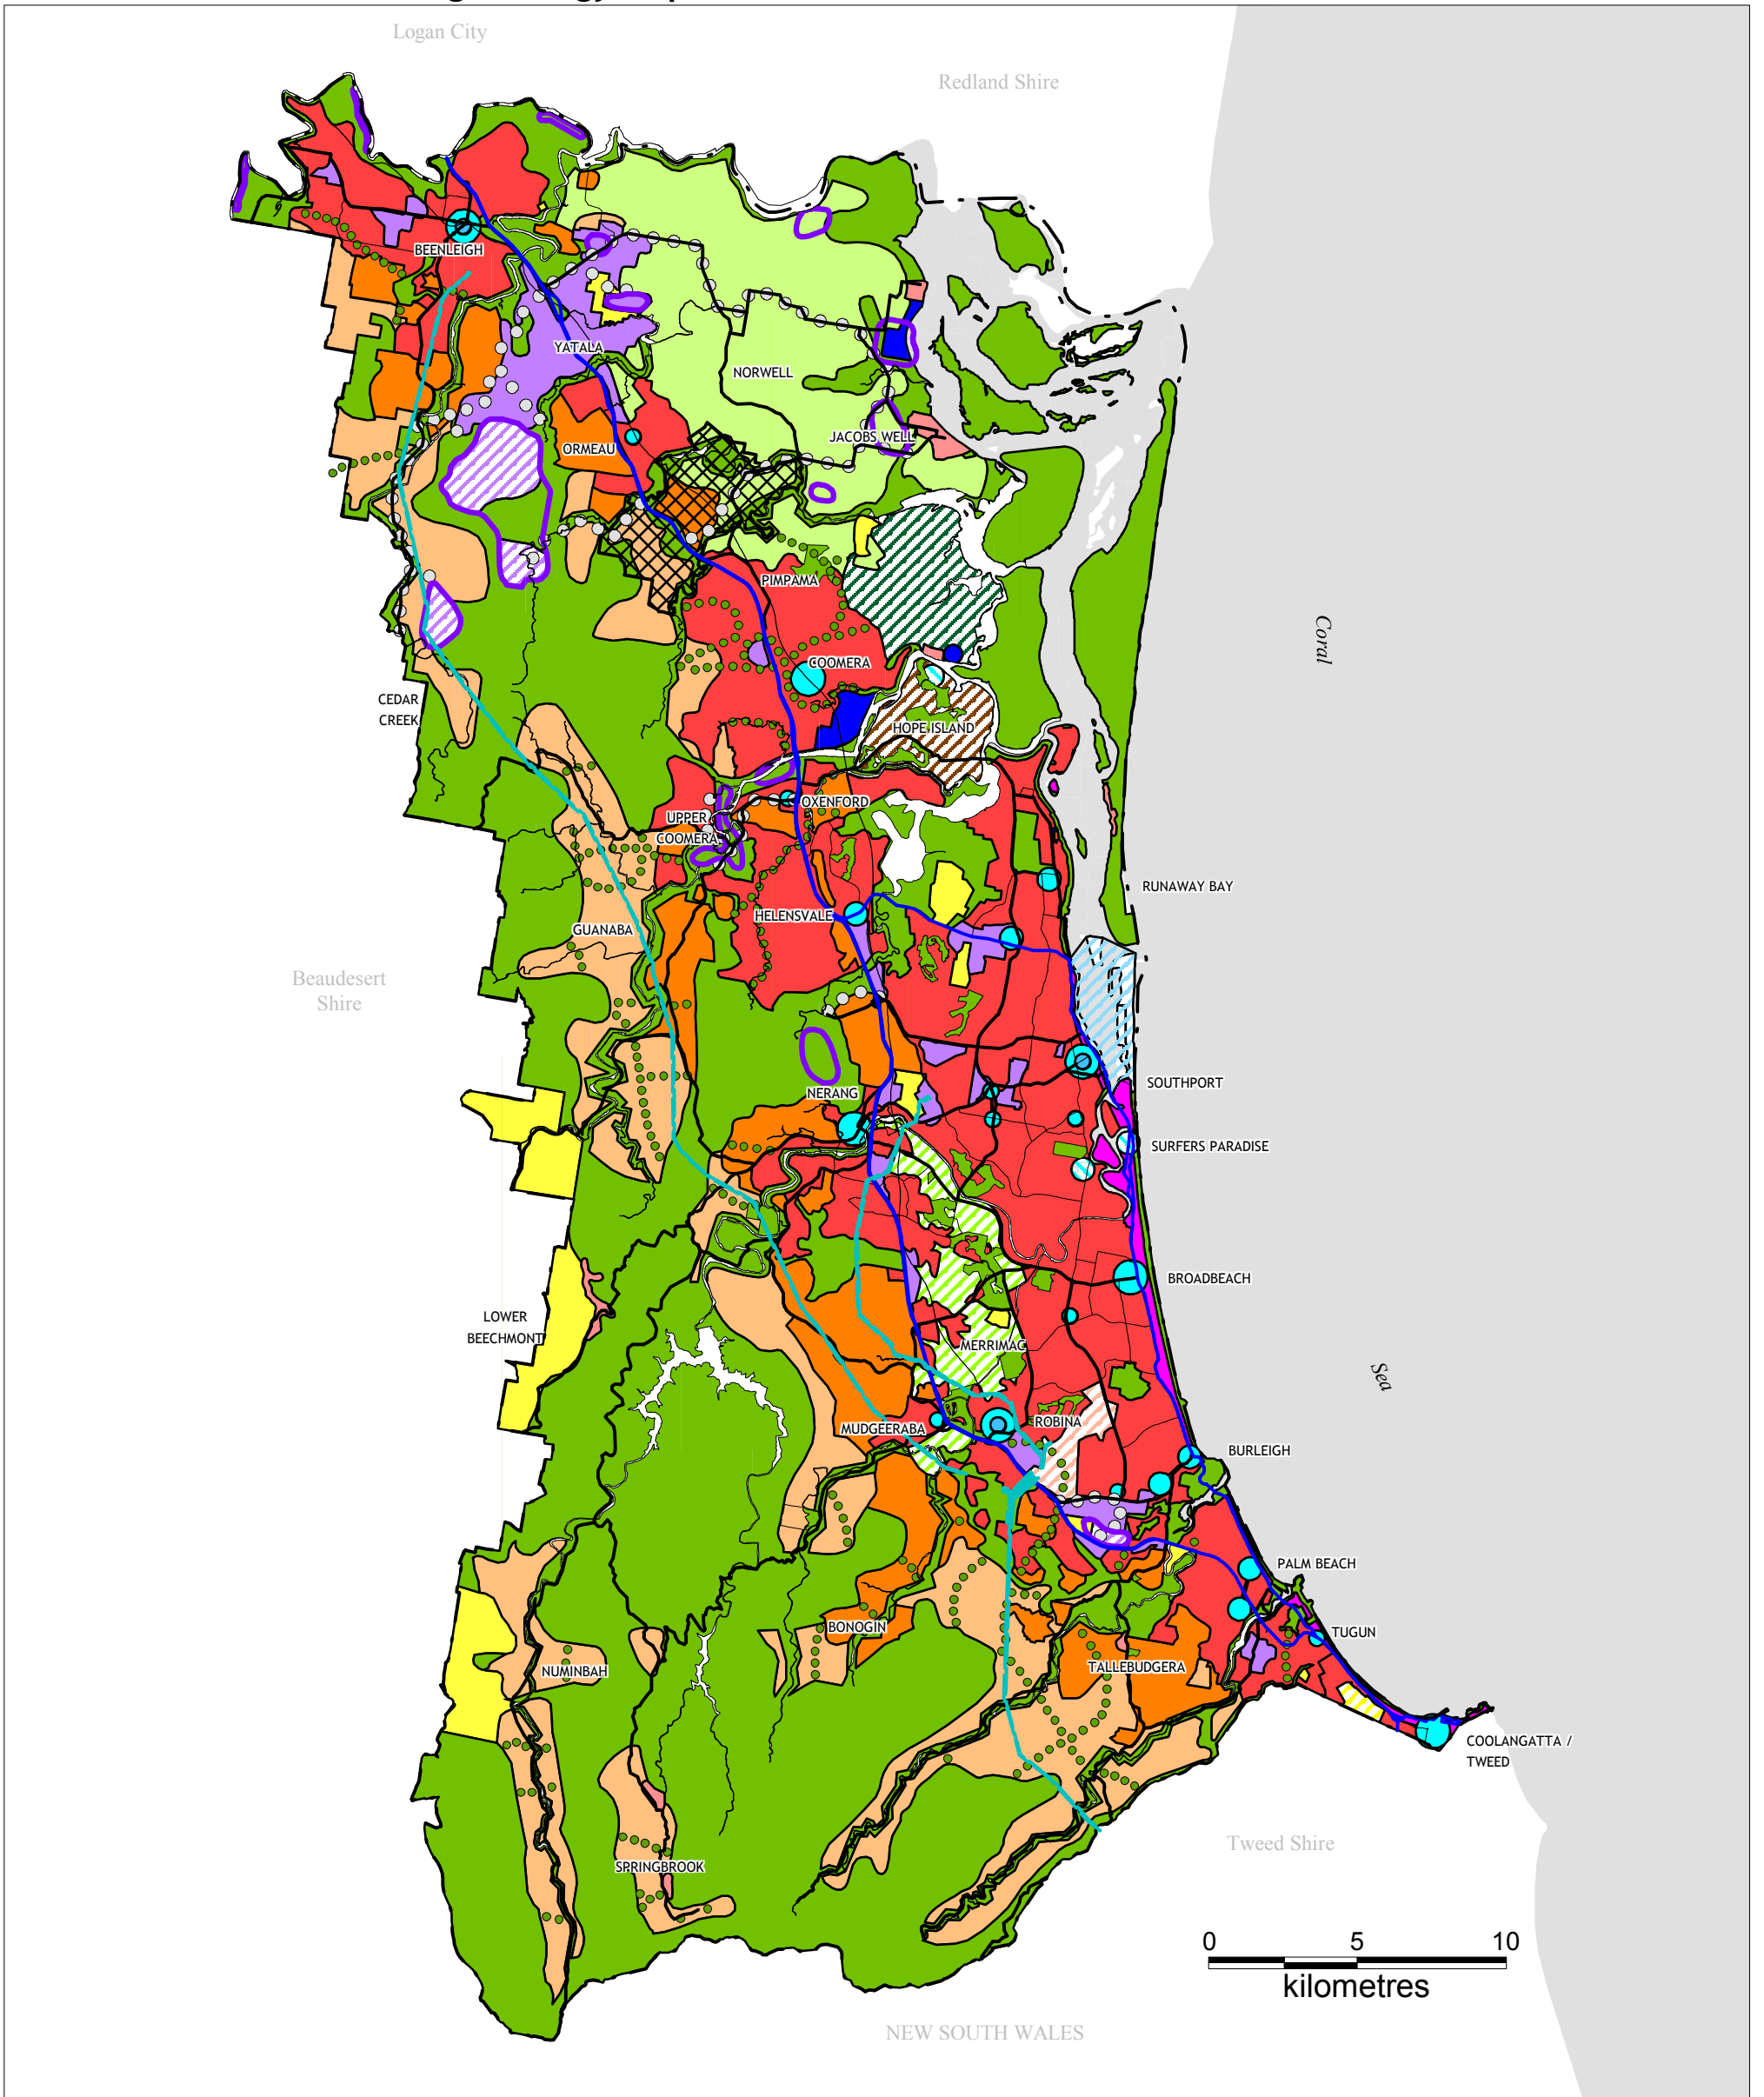 Logan City
Redland Shire
BEENLEIGH
YATALA
NORWELL
JACOBS WELL
ORMEAU
PIMPAMA
Coral
COOMERA
CEDAR
CREEK
HOPE ISLAND
OXENFORD
UPPER
COOMERA
RUNAWAY BAY
HELENSVALE
GUANABA
Beaudesert
Shire
SOUTHPORT
NERANG
SURFERS PARADISE
BROADBEACH
LOWER
BEECHMONT
MERRIMAC
Sea
ROBINA
MUDGEERABA
BURLEIGH
PALM BEACH
BONOGIN
TUGUN
TALLEBUDGERA
NUMINBAH
COOLANGATTA /
TWEED
Tweed Shire
SPRINGBROOK
0 5 10
kilometres
NEW SOUTH WALES